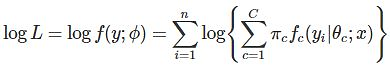 log L = log f(y; ϕ) = ∑_{i=1}^{n} log{ ∑_{c=1}^{C} π_c f_c(y_i|θ_c; x) }